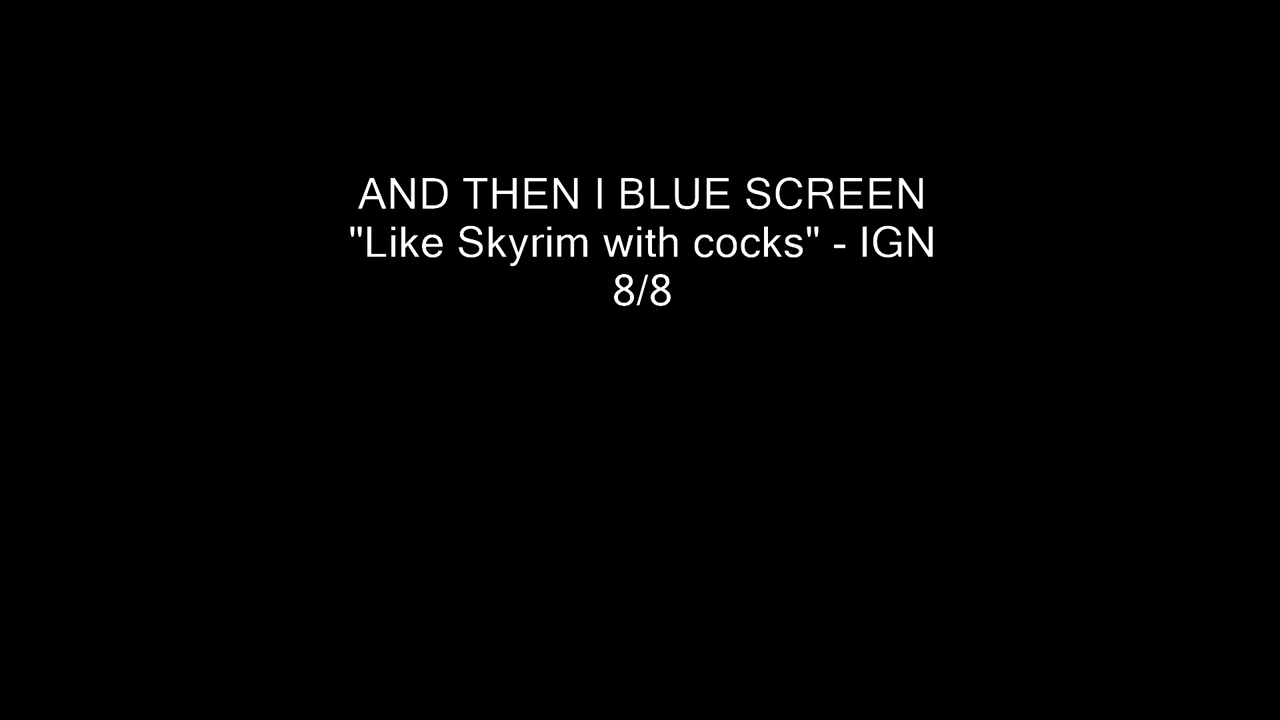 AND THEN I BLUE SCREEN
"Like Skyrim with cocks" - IGN
8/8